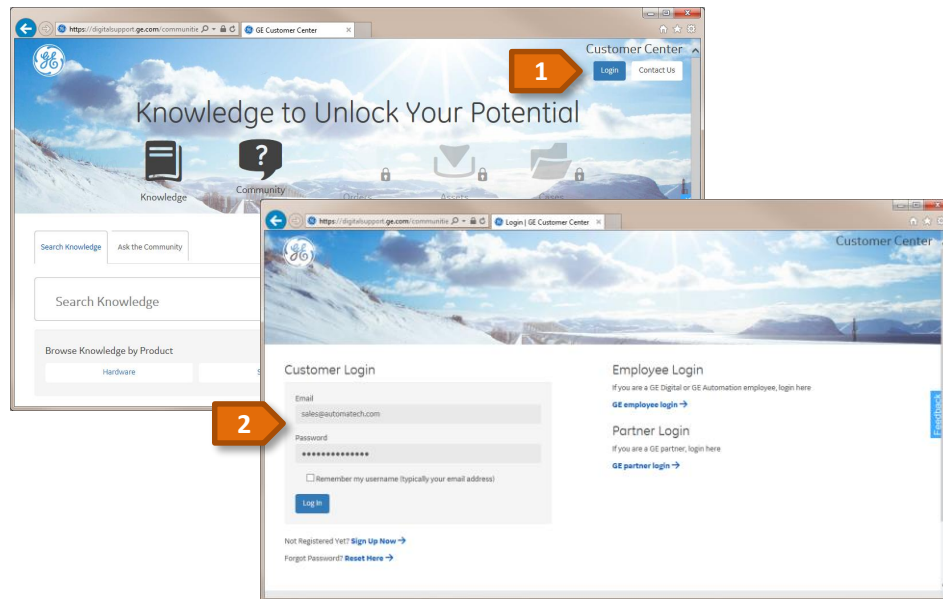 https://digitalsupport.ge.com/communitie
GE Customer Center
Customer Center
1
Login
Contact Us
Knowledge to Unlock Your Potential
?
Knowledge
Community
Orders
Assets
Cases
Search Knowledge
Ask the Community
Search Knowledge
Browse Knowledge by Product
Hardware
S
https://digitalsupport.ge.com/communitie
Login | GE Customer Center
Customer Center
Customer Login
Email
sales@automatech.com
Password
Remember my username (typically your email address)
Log In
Not Registered Yet? Sign Up Now →
Forgot Password? Reset Here →
2
Employee Login
If you are a GE Digital or GE Automation employee, login here
GE employee login →
Partner Login
If you are a GE partner, login here
GE partner login →
Feedback